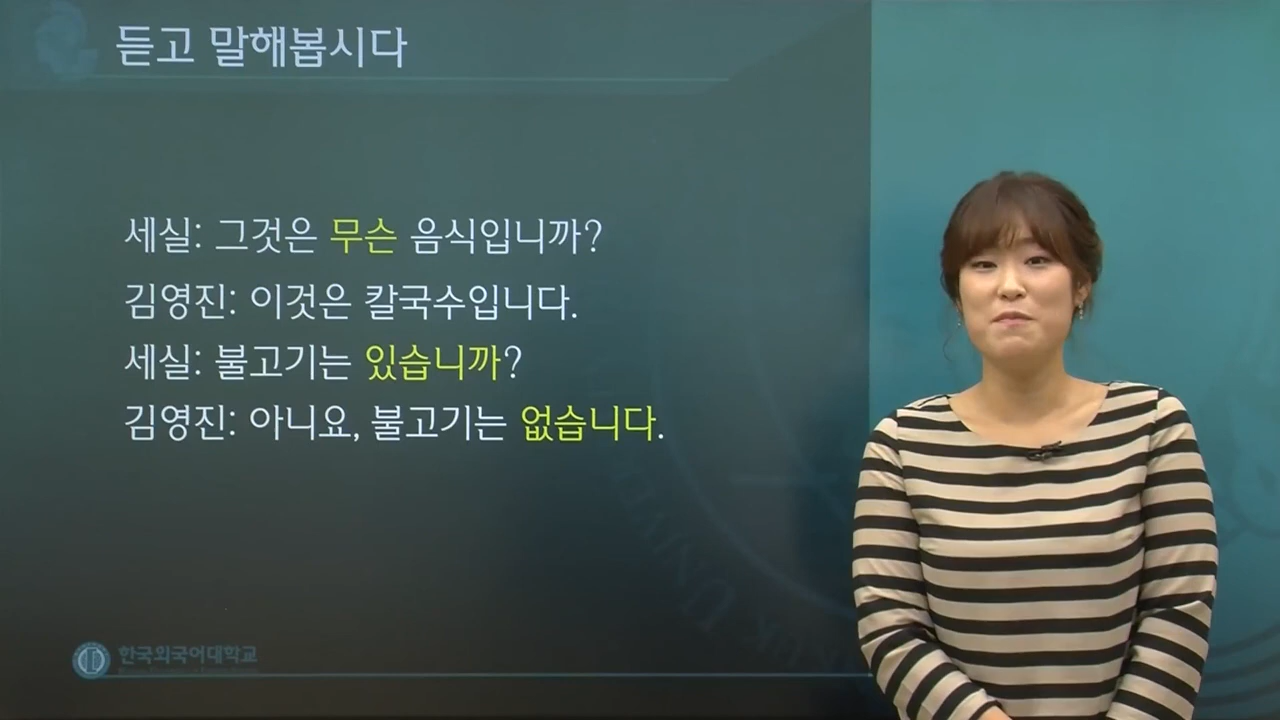 듣고 말해봅시다
세실: 그것은 무슨 음식입니까?
김영진: 이것은 칼국수입니다.
세실: 불고기는 있습니까?
김영진: 아니요, 불고기는 없습니다.
한국외국어대학교